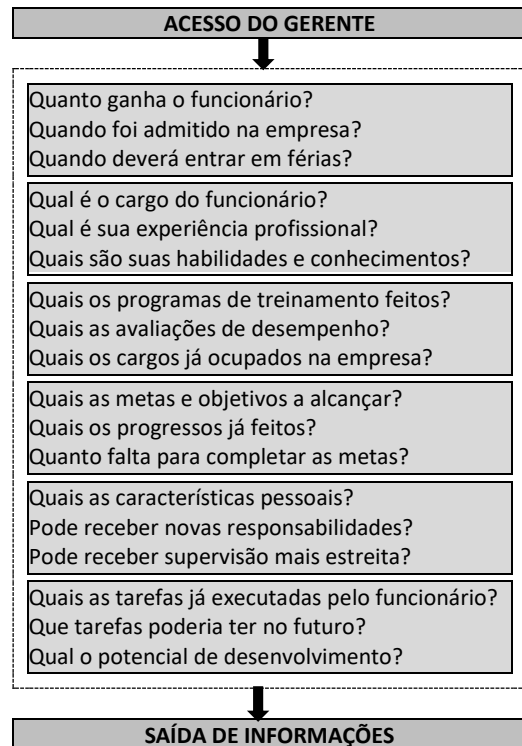 ACESSO DO GERENTE
Quanto ganha o funcionário?
Quando foi admitido na empresa?
Quando deverá entrar em férias?
Qual é o cargo do funcionário?
Qual é sua experiência profissional?
Quais são suas habilidades e conhecimentos?
Quais os programas de treinamento feitos?
Quais as avaliações de desempenho?
Quais os cargos já ocupados na empresa?
Quais as metas e objetivos a alcançar?
Quais os progressos já feitos?
Quanto falta para completar as metas?
Quais as características pessoais?
Pode receber novas responsabilidades?
Pode receber supervisão mais estreita?
Quais as tarefas já executadas pelo funcionário?
Que tarefas poderia ter no futuro?
Qual o potencial de desenvolvimento?
SAÍDA DE INFORMAÇÕES